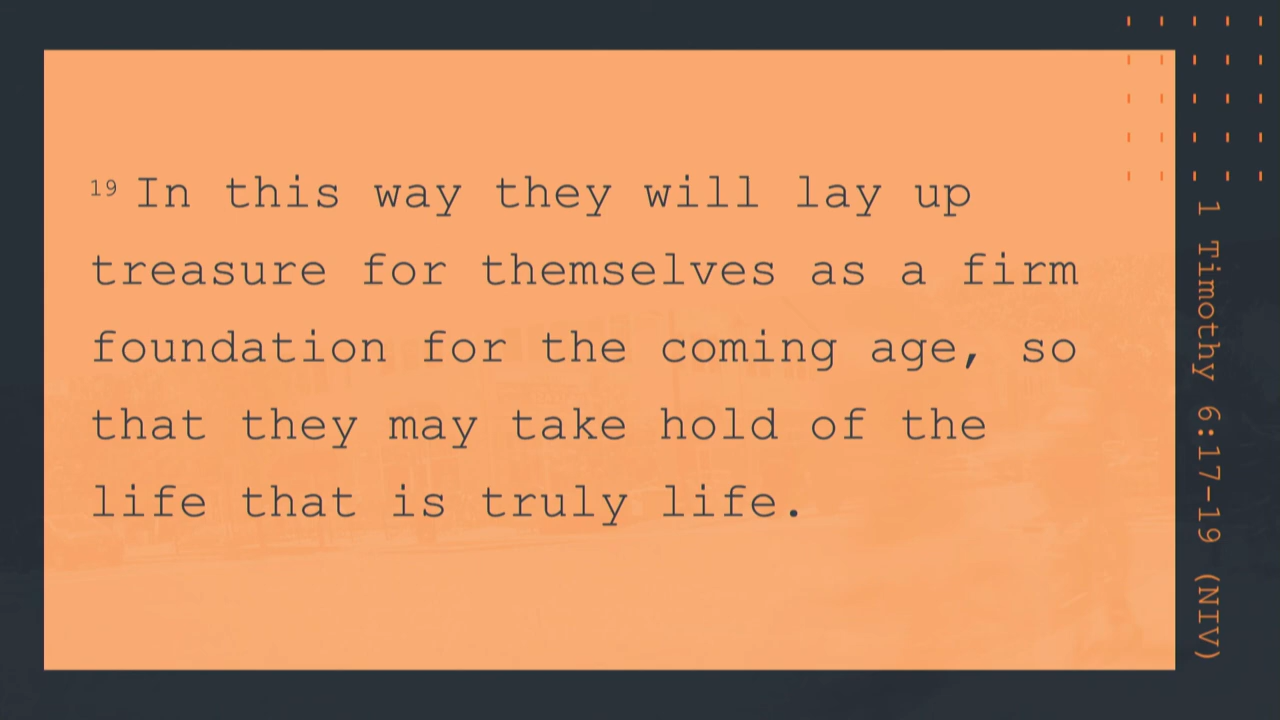 19 In this way they will lay up
treasure for themselves as a firm
foundation for the coming age, so
that they may take hold of the
life that is truly life.
1 Timothy 6:17-19 (NIV)